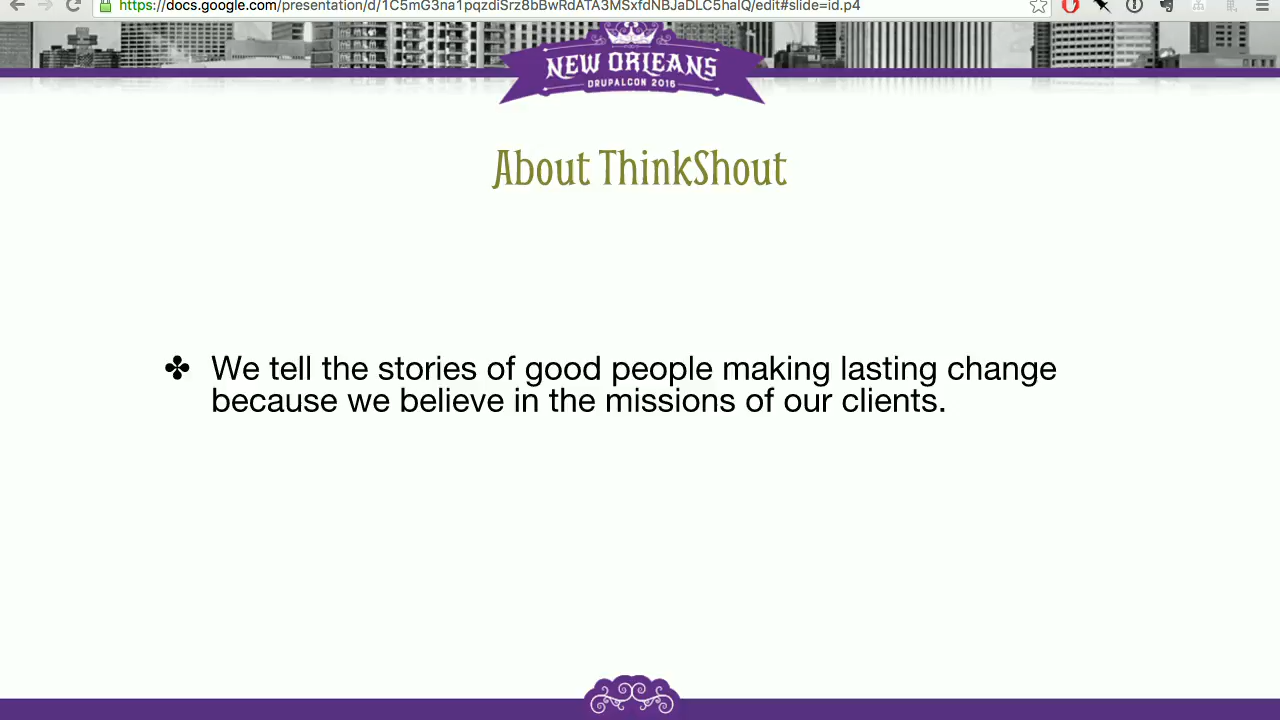 https://docs.google.com/presentation/d/1C5mG3na1pqzdiSrz8bBwRdATA3MSxfdNBJaDLC5halQ/edit#slide=id.p4
NEW ORLEANS
DRUPALCON 2016
About ThinkShout
We tell the stories of good people making lasting change
because we believe in the missions of our clients.